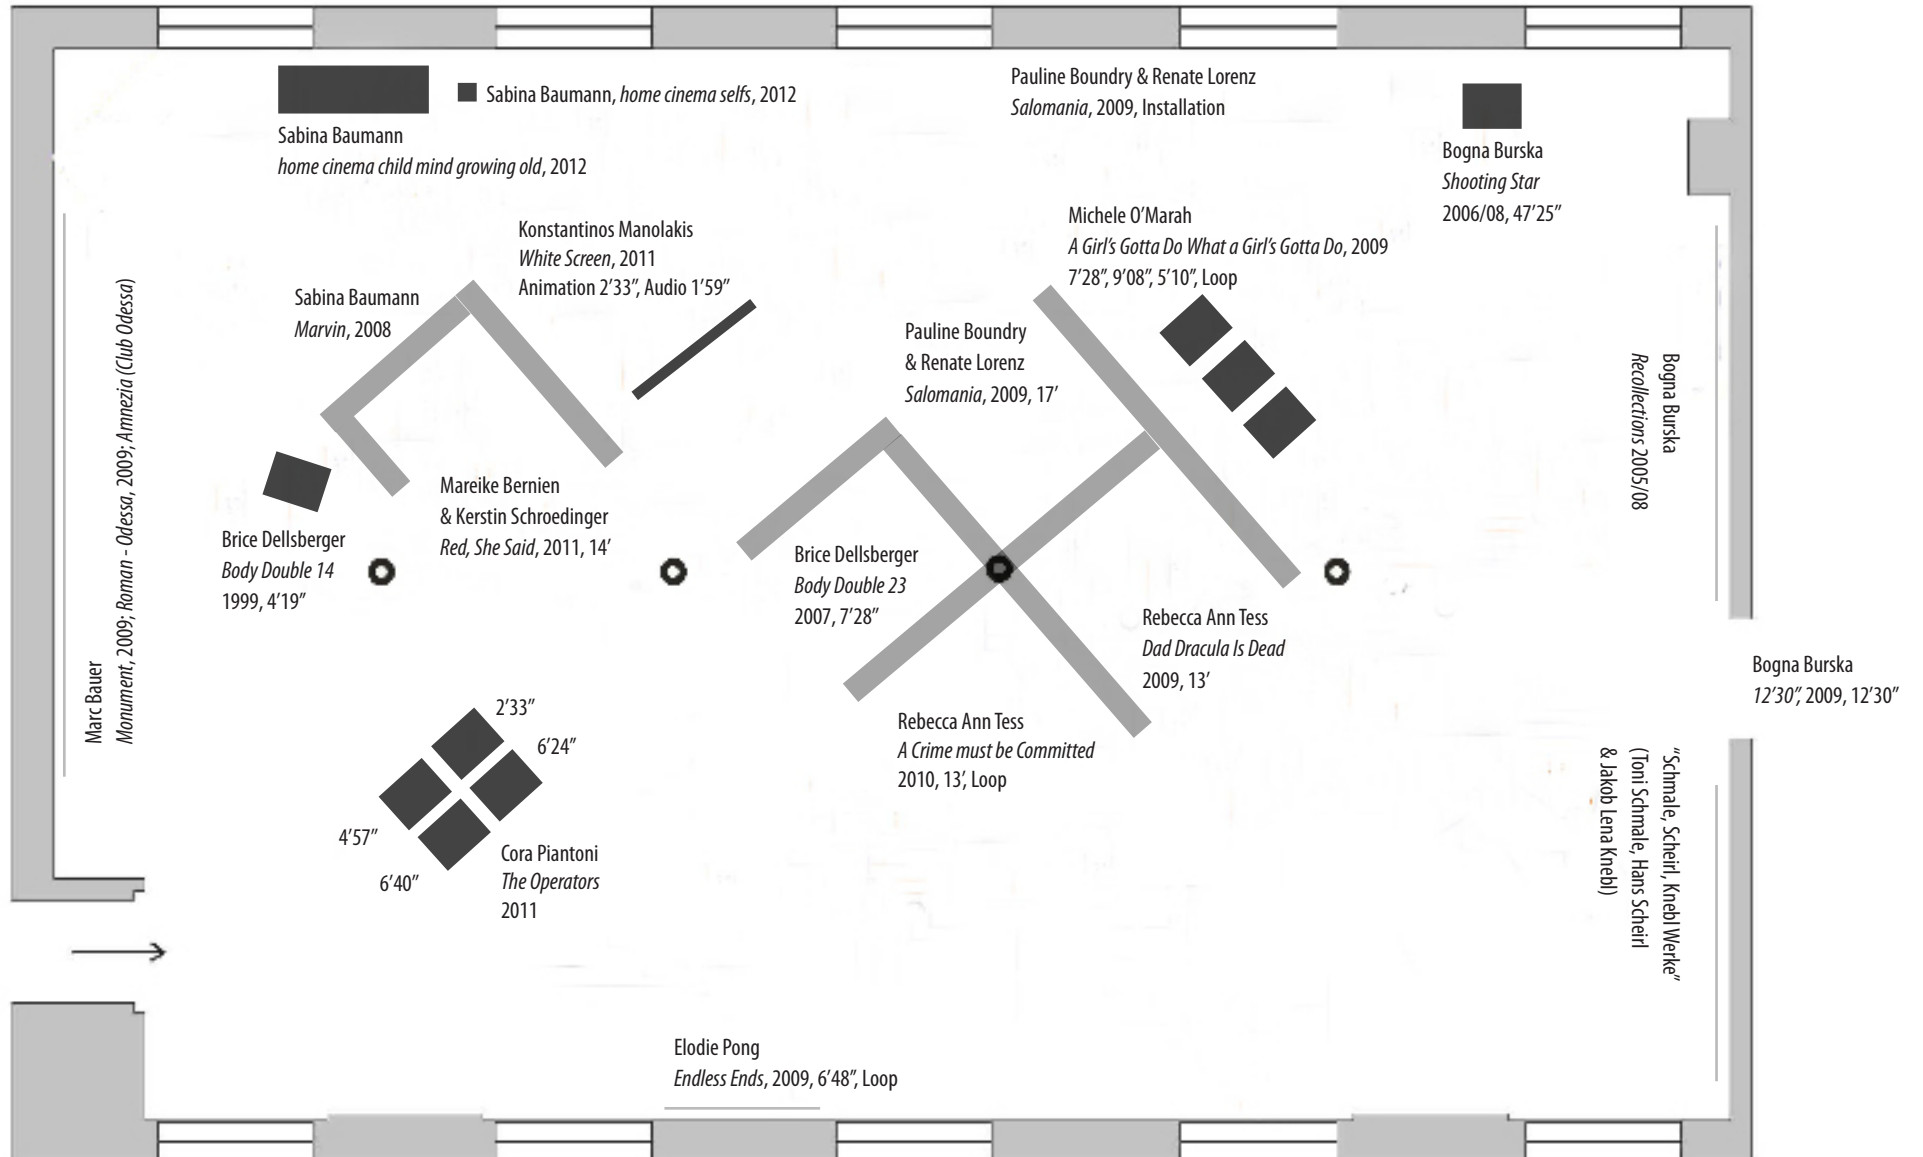 Sabina Baumann, home cinema selfs, 2012
Sabina Baumann
home cinema child mind growing old, 2012
Pauline Boundry & Renate Lorenz
Salomania, 2009, Installation
Bogna Burska
Shooting Star
2006/08, 47’25”
Konstantinos Manolakis
White Screen, 2011
Animation 2’33”, Audio 1’59”
Michele O’Marah
A Girl’s Gotta Do What a Girl’s Gotta Do, 2009
7’28”, 9’08”, 5’10”, Loop
Sabina Baumann
Marvin, 2008
Pauline Boundry
& Renate Lorenz
Salomania, 2009, 17’
Marc Bauer
Monument, 2009; Roman - Odessa, 2009; Amnezia (Club Odessa)
Bogna Burska
Recollections 2005/08
Mareike Bernien
& Kerstin Schroedinger
Red, She Said, 2011, 14’
Brice Dellsberger
Body Double 14
1999, 4’19”
Brice Dellsberger
Body Double 23
2007, 7’28”
Rebecca Ann Tess
Dad Dracula Is Dead
2009, 13’
Bogna Burska
12’30”, 2009, 12’30”
Rebecca Ann Tess
A Crime must be Committed
2010, 13’, Loop
2’33”
6’24”
4’57”
6’40”
Cora Piantoni
The Operators
2011
“Schmale, Scheirl, Knebl Werke”
(Toni Schmale, Hans Scheirl
& Jakob Lena Knebl)
Elodie Pong
Endless Ends, 2009, 6’48”, Loop